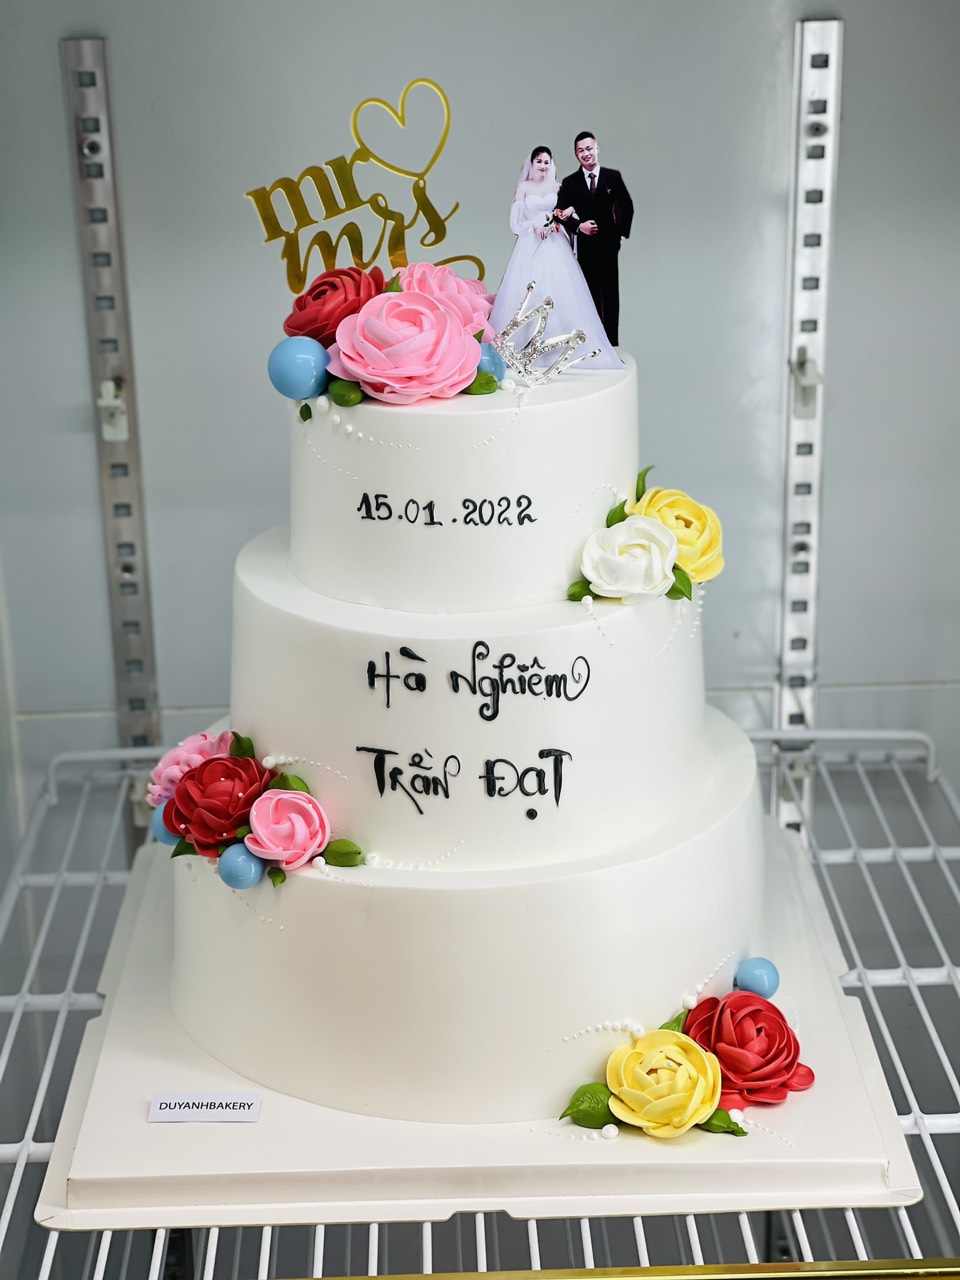 mr
mrs
15.01.2022
Hà Nghiêm
Trần Đạt
DUYANHBAKERY